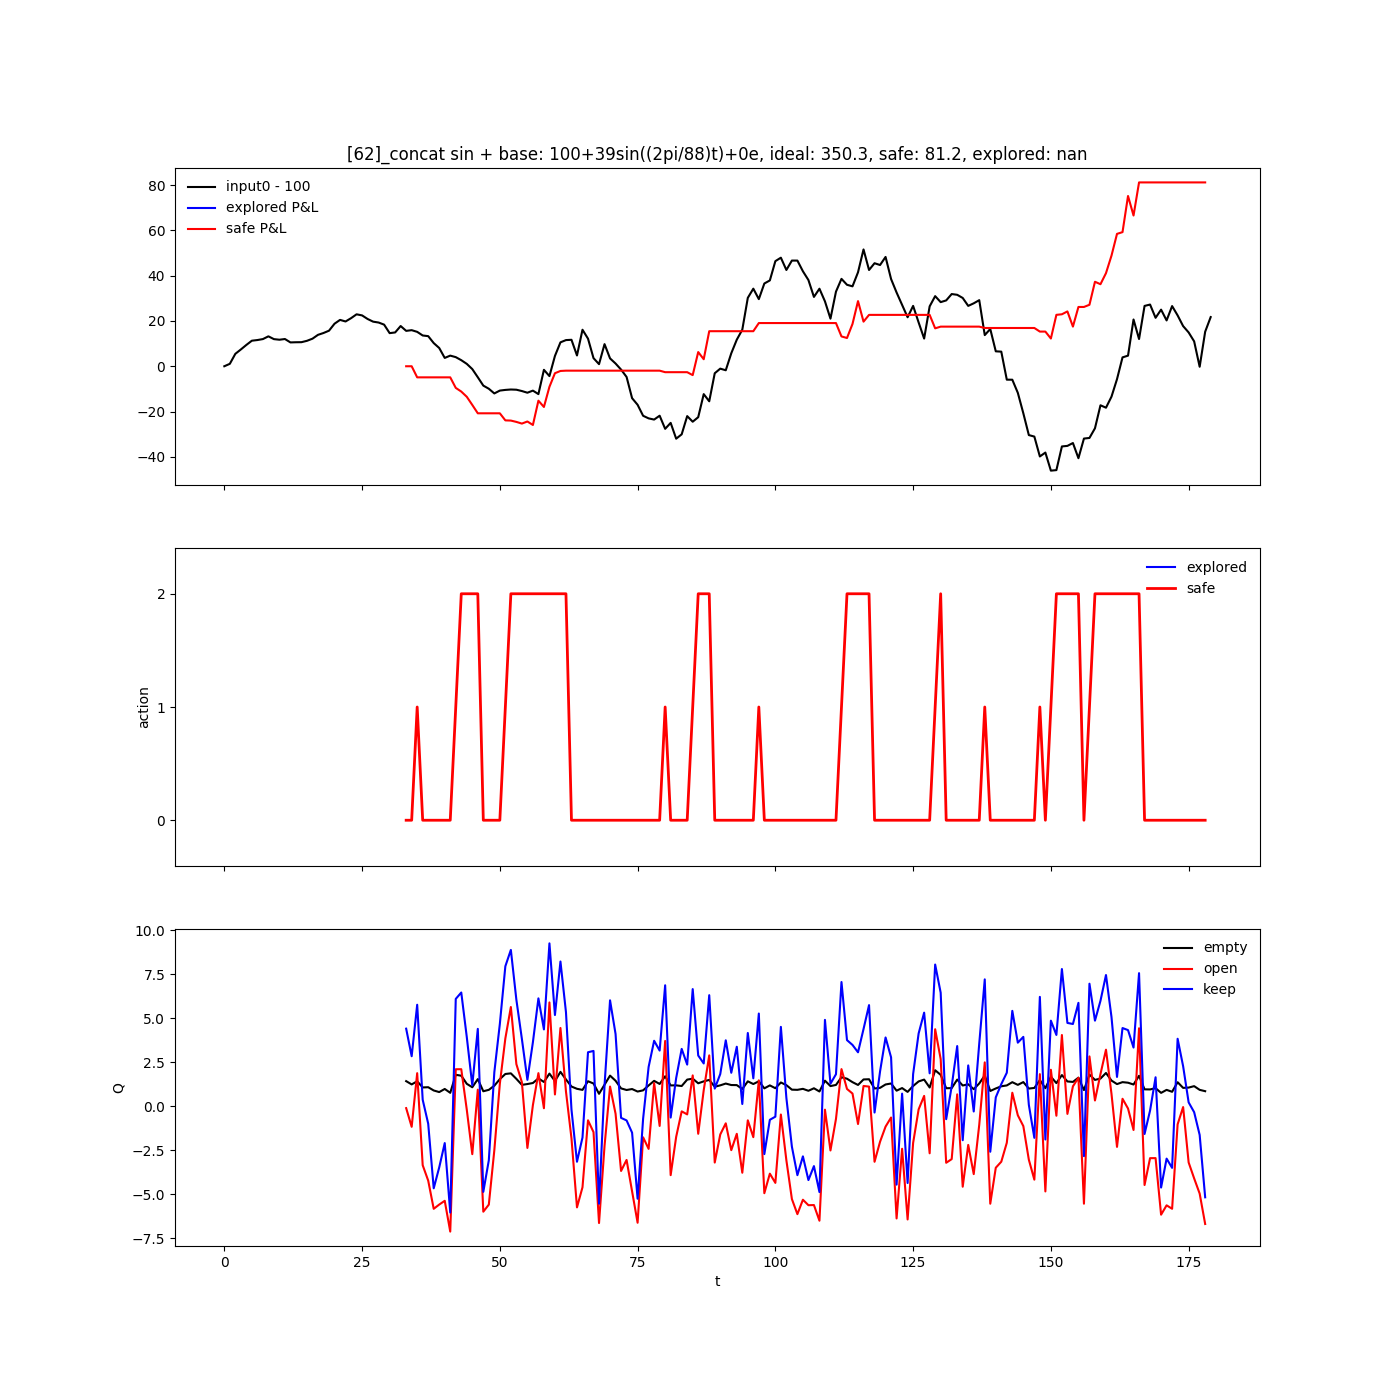 [62]_concat sin + base: 100+39sin((2pi/88)t)+0e, ideal: 350.3, safe: 81.2, explored: nan
80
60
40
20
0
−20
−40
input0 - 100
explored P&L
safe P&L
2
1
0
action
explored
safe
10.0
7.5
5.0
2.5
0.0
−2.5
−5.0
−7.5
Q
empty
open
keep
0 25 50 75 100 125 150 175
t